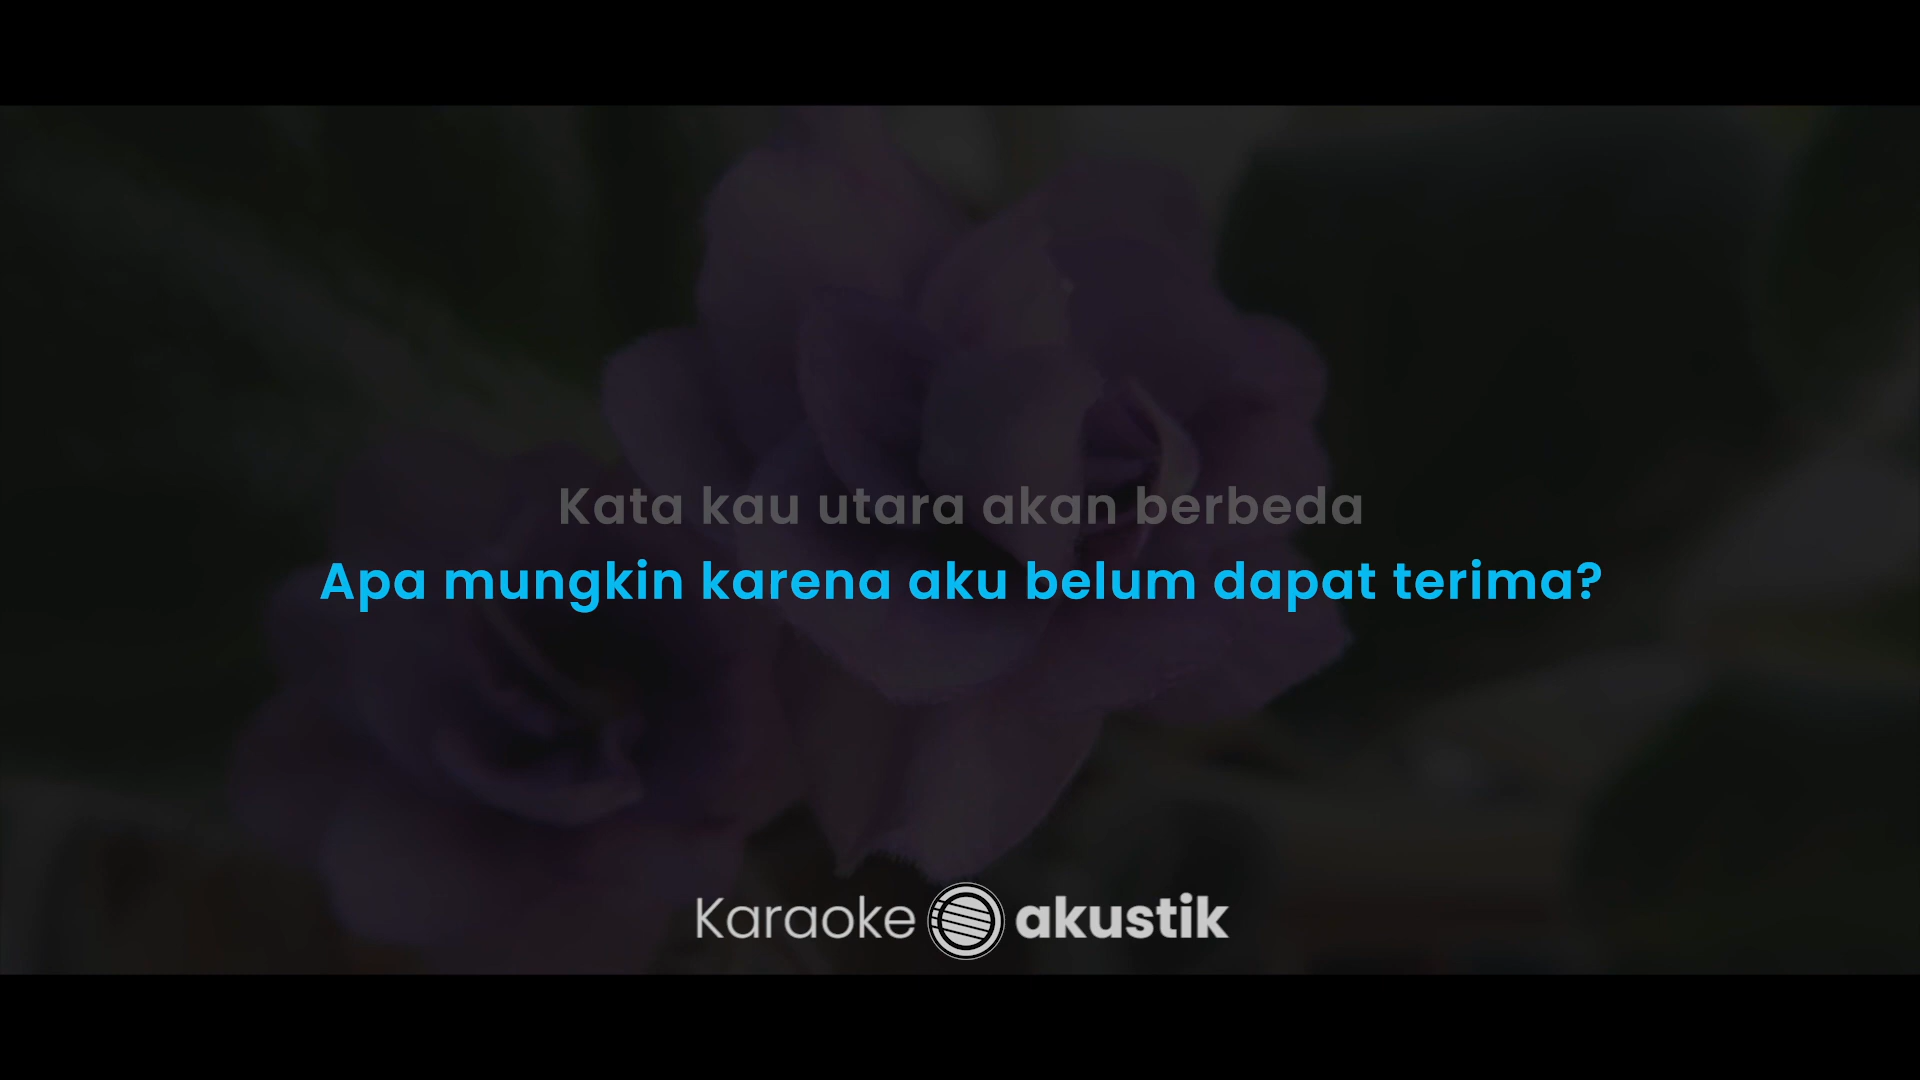 Kata kau utara akan berbeda
Apa mungkin karena aku belum dapat terima?
Karaoke akustik